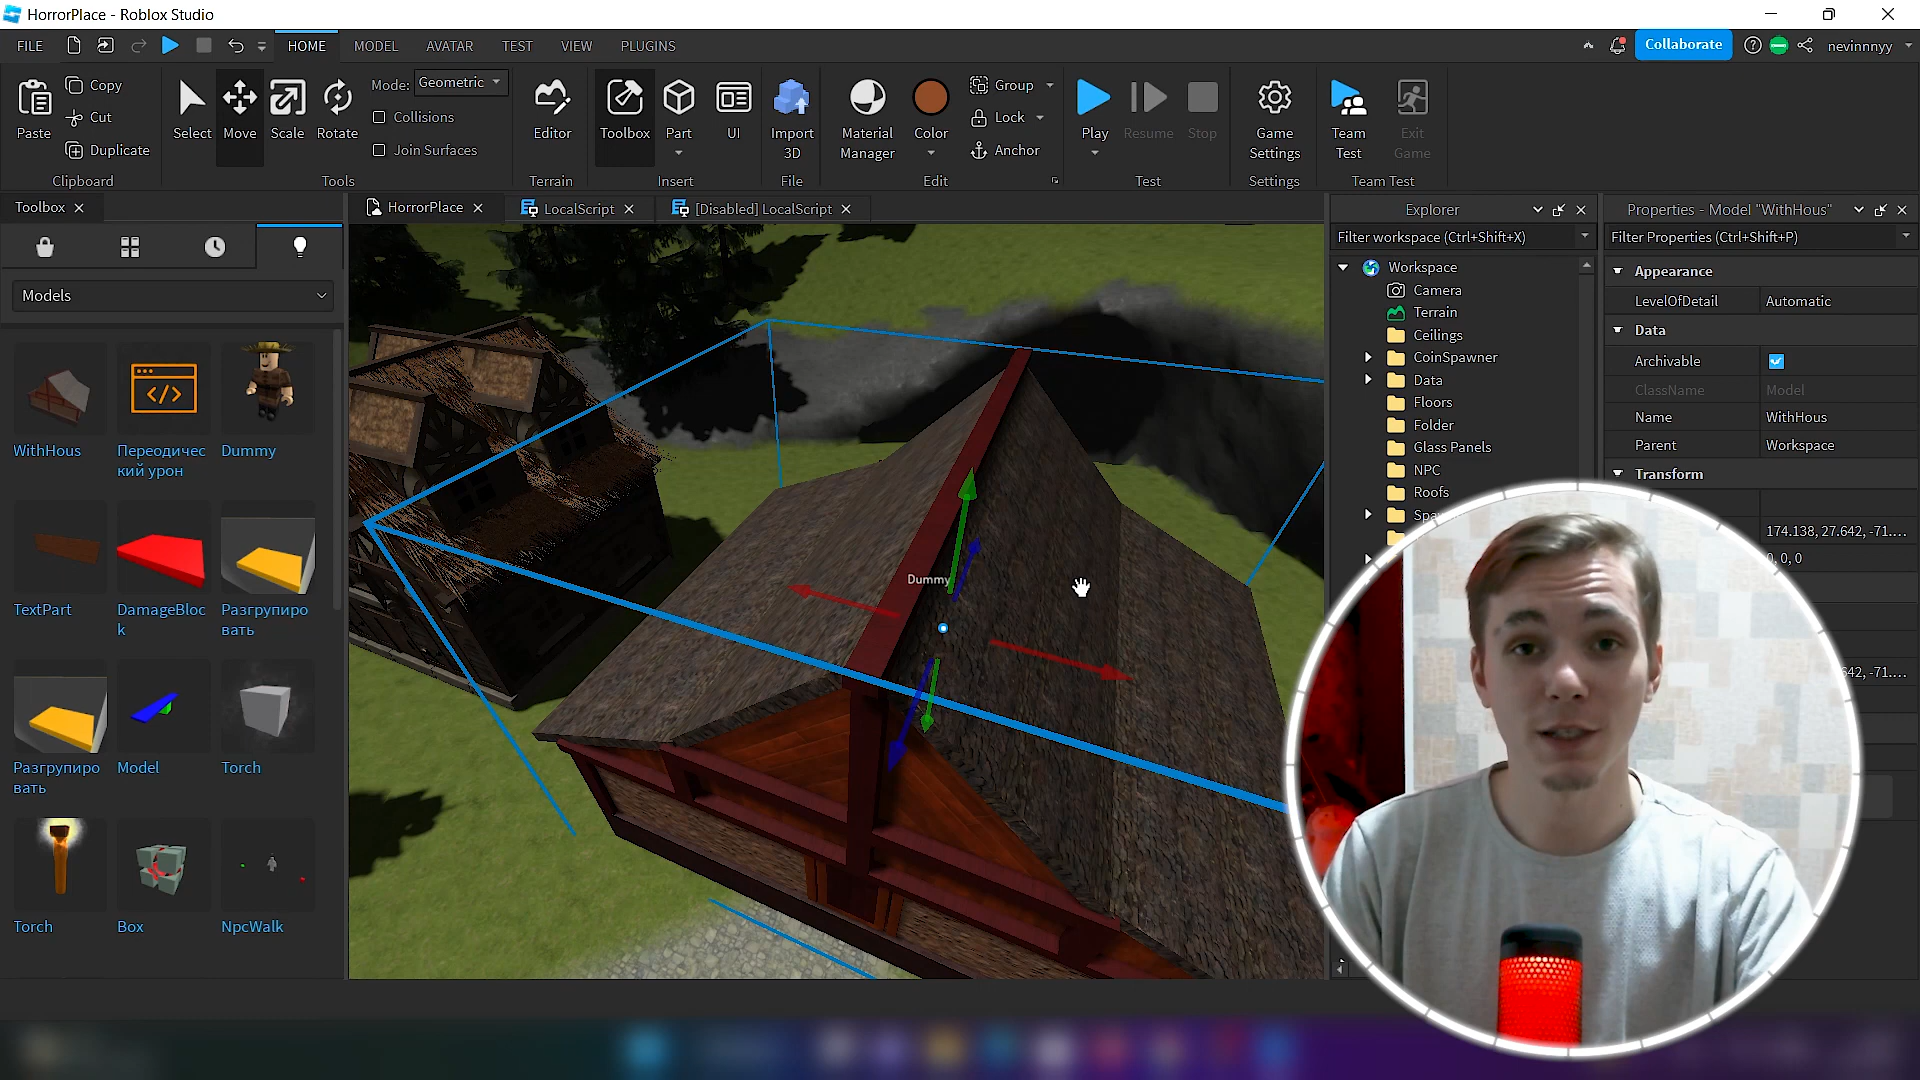 HorrorPlace - Roblox Studio
FILE HOME MODEL AVATAR TEST VIEW PLUGINS Collaborate nevinnnyy
Paste Copy Cut Duplicate
Clipboard
Select Move Scale Rotate
Mode: Geometric
Collisions
Join Surfaces
Tools
Editor
Terrain
Toolbox Part UI
Insert
Import
3D
File
Material
Manager
Color
Group
Lock
Anchor
Edit
Play Resume Stop
Test
Game
Settings
Settings
Team
Test
Exit
Game
Team Test
Toolbox
HorrorPlace LocalScript [Disabled] LocalScript
Models
WithHous
Переодичес
кий урон
Dummy
TextPart
DamageBloc
k
Разгрупиро
вать
Разгрупиро
вать
Model
Torch
Torch
Box
NpcWalk
Dummy
Explorer
Filter workspace (Ctrl+Shift+X)
Workspace
Camera
Terrain
Ceilings
CoinSpawner
Data
Floors
Folder
Glass Panels
NPC
Roofs
Spa
Properties - Model "WithHous"
Filter Properties (Ctrl+Shift+P)
Appearance
LevelOfDetail Automatic
Data
Archivable
ClassName Model
Name WithHous
Parent Workspace
Transform
174.138, 27.642, -71....
0, 0, 0
642, -71....